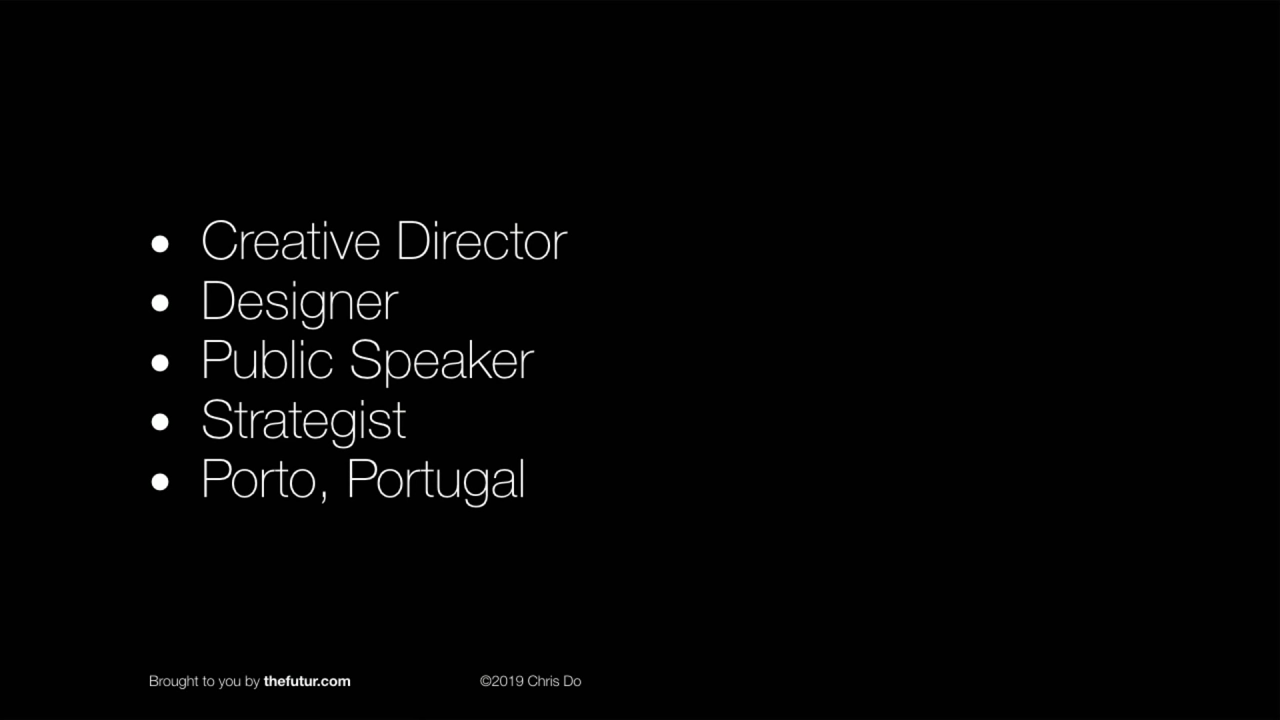 • Creative Director
• Designer
• Public Speaker
• Strategist
• Porto, Portugal
Brought to you by thefutur.com
©2019 Chris Do